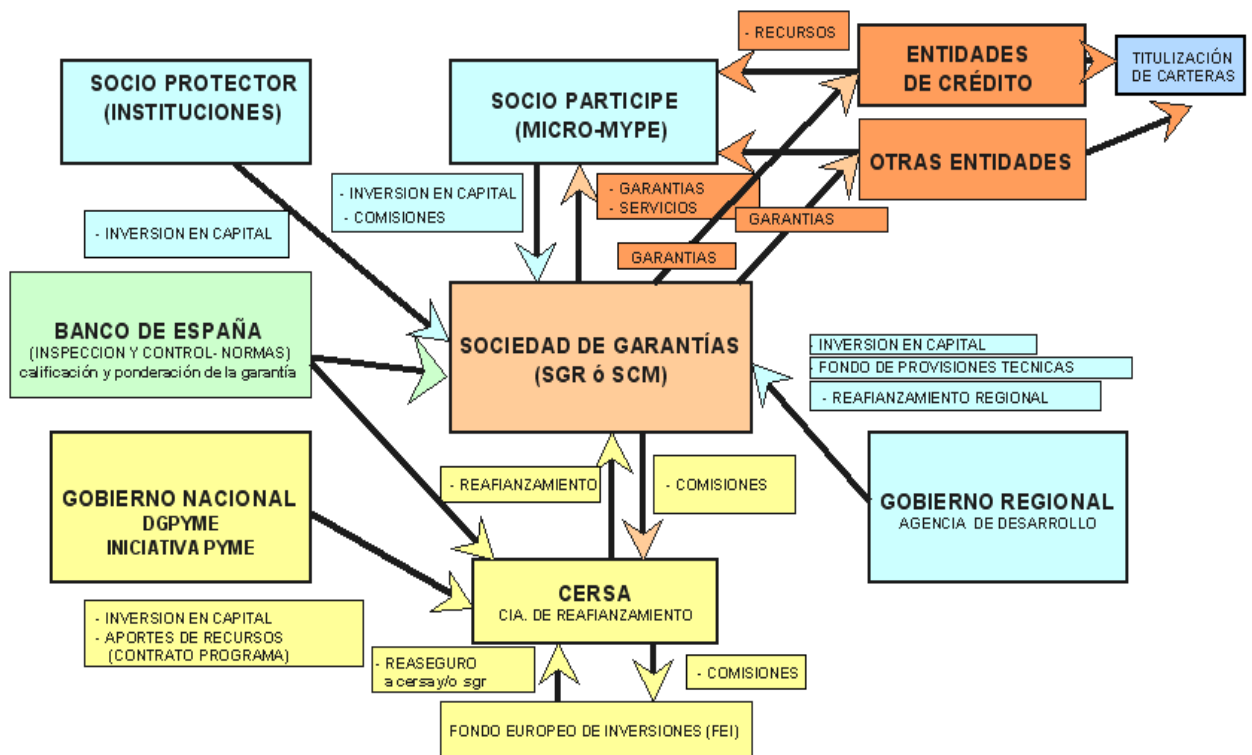 - RECURSOS
ENTIDADES
DE CRÉDITO
TITULIZACIÓN
DE CARTERAS
SOCIO PROTECTOR
(INSTITUCIONES)
SOCIO PARTICIPE
(MICRO-MYPE)
OTRAS ENTIDADES
- INVERSION EN CAPITAL
- COMISIONES
- GARANTIAS
- SERVICIOS
GARANTIAS
- INVERSION EN CAPITAL
GARANTIAS
BANCO DE ESPAÑA
(INSPECCION Y CONTROL- NORMAS)
calificación y ponderación de la garantía
SOCIEDAD DE GARANTÍAS
(SGR ó SCM)
- INVERSION EN CAPITAL
- FONDO DE PROVISIONES TECNICAS
- REAFIANZAMIENTO REGIONAL
GOBIERNO NACIONAL
DGPYME
INICIATIVA PYME
- REAFIANZAMIENTO
- COMISIONES
GOBIERNO REGIONAL
AGENCIA DE DESARROLLO
CERSA
CIA. DE REAFIANZAMIENTO
- INVERSION EN CAPITAL
- APORTES DE RECURSOS
(CONTRATO PROGRAMA)
- REASEGURO
a cersay/o sgr
- COMISIONES
FONDO EUROPEO DE INVERSIONES (FEI)